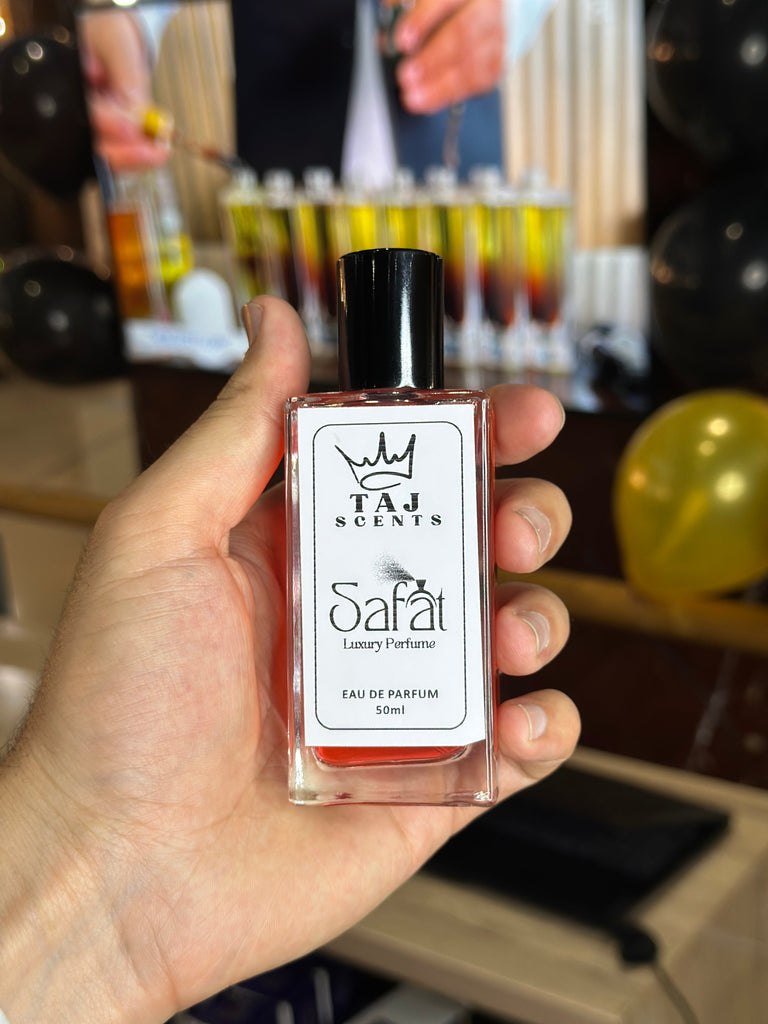 TAJ
SCENTS
Safat
Luxury Perfume
EAU DE PARFUM
50ml